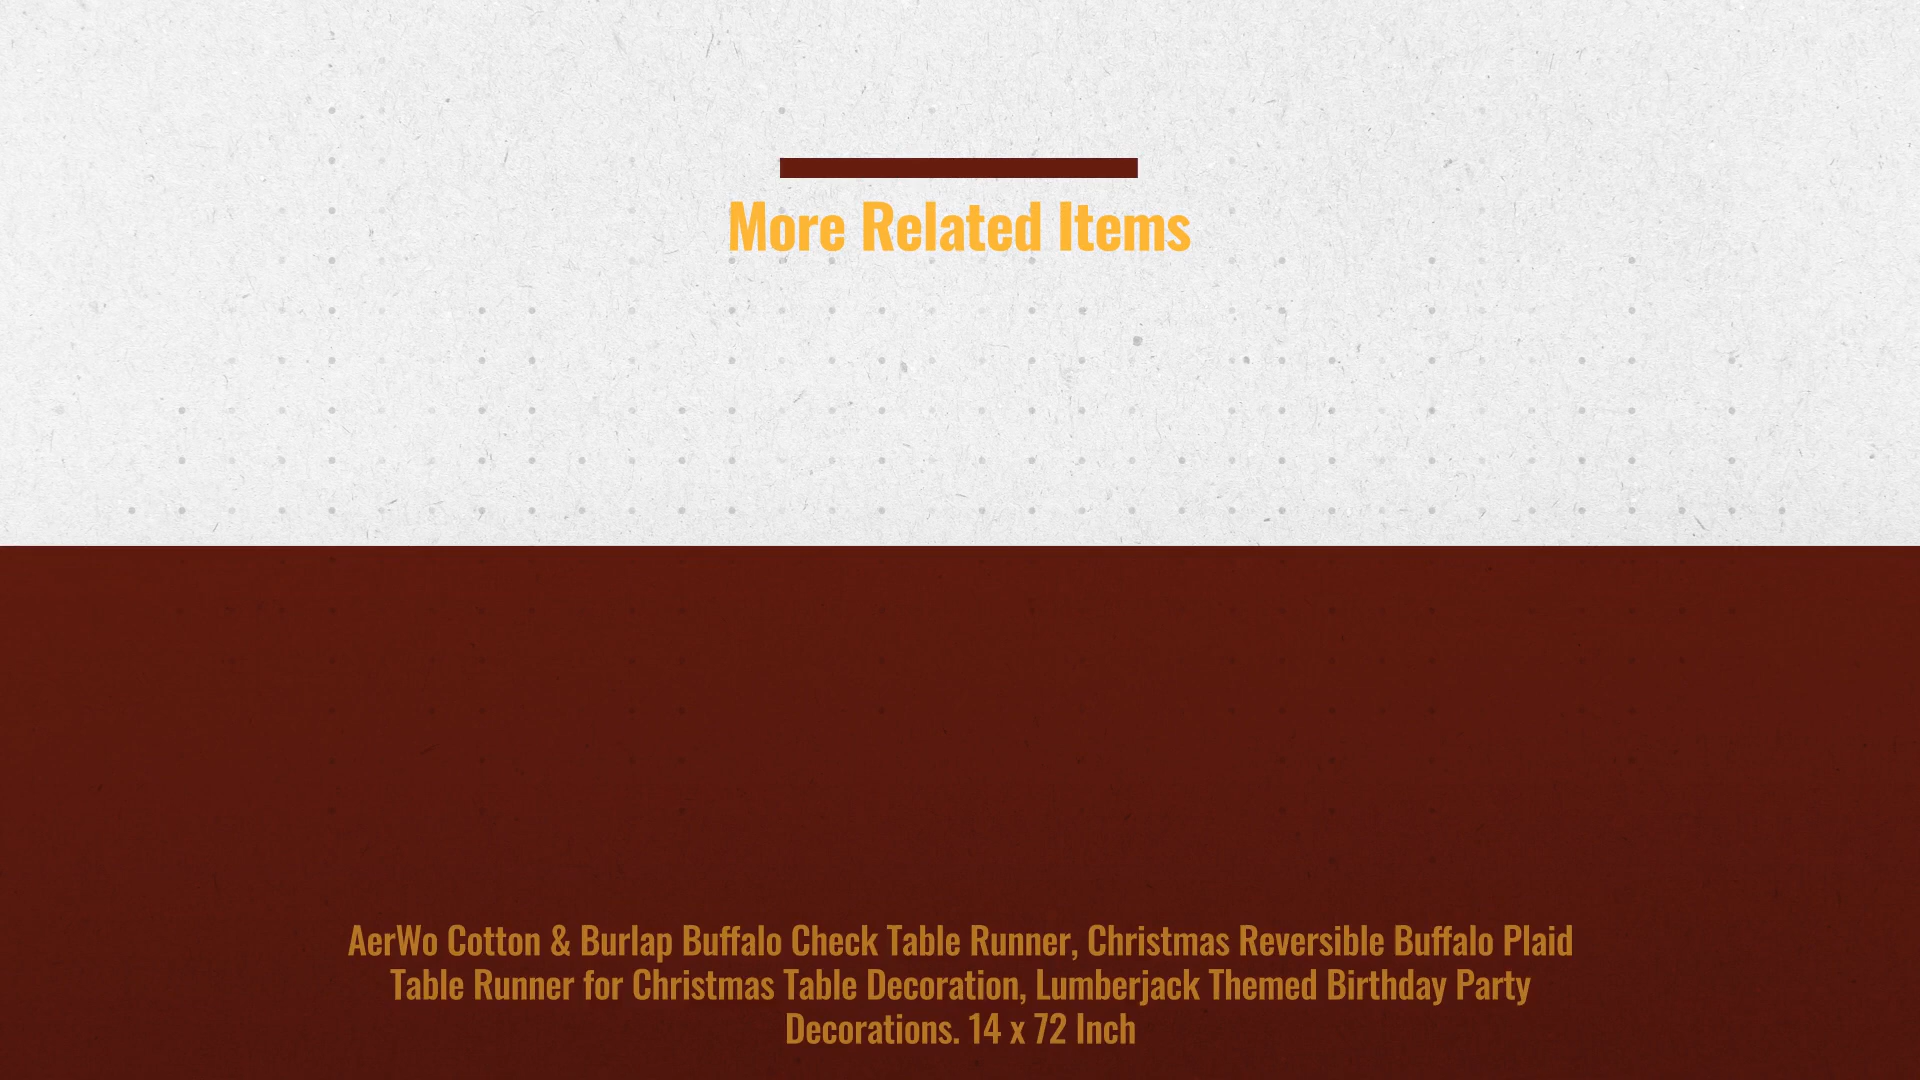 More Related Items
AerWo Cotton & Burlap Buffalo Check Table Runner, Christmas Reversible Buffalo Plaid
Table Runner for Christmas Table Decoration, Lumberjack Themed Birthday Party
Decorations. 14 x 72 Inch